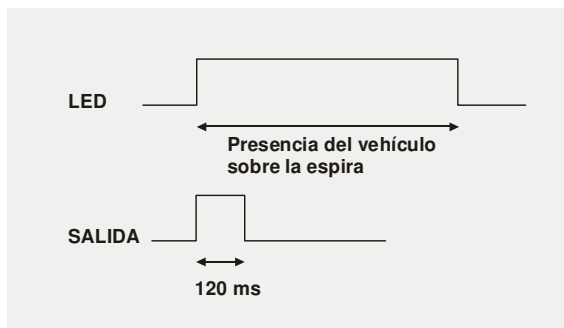 LED
Presencia del vehículo
sobre la espira
SALIDA
120 ms